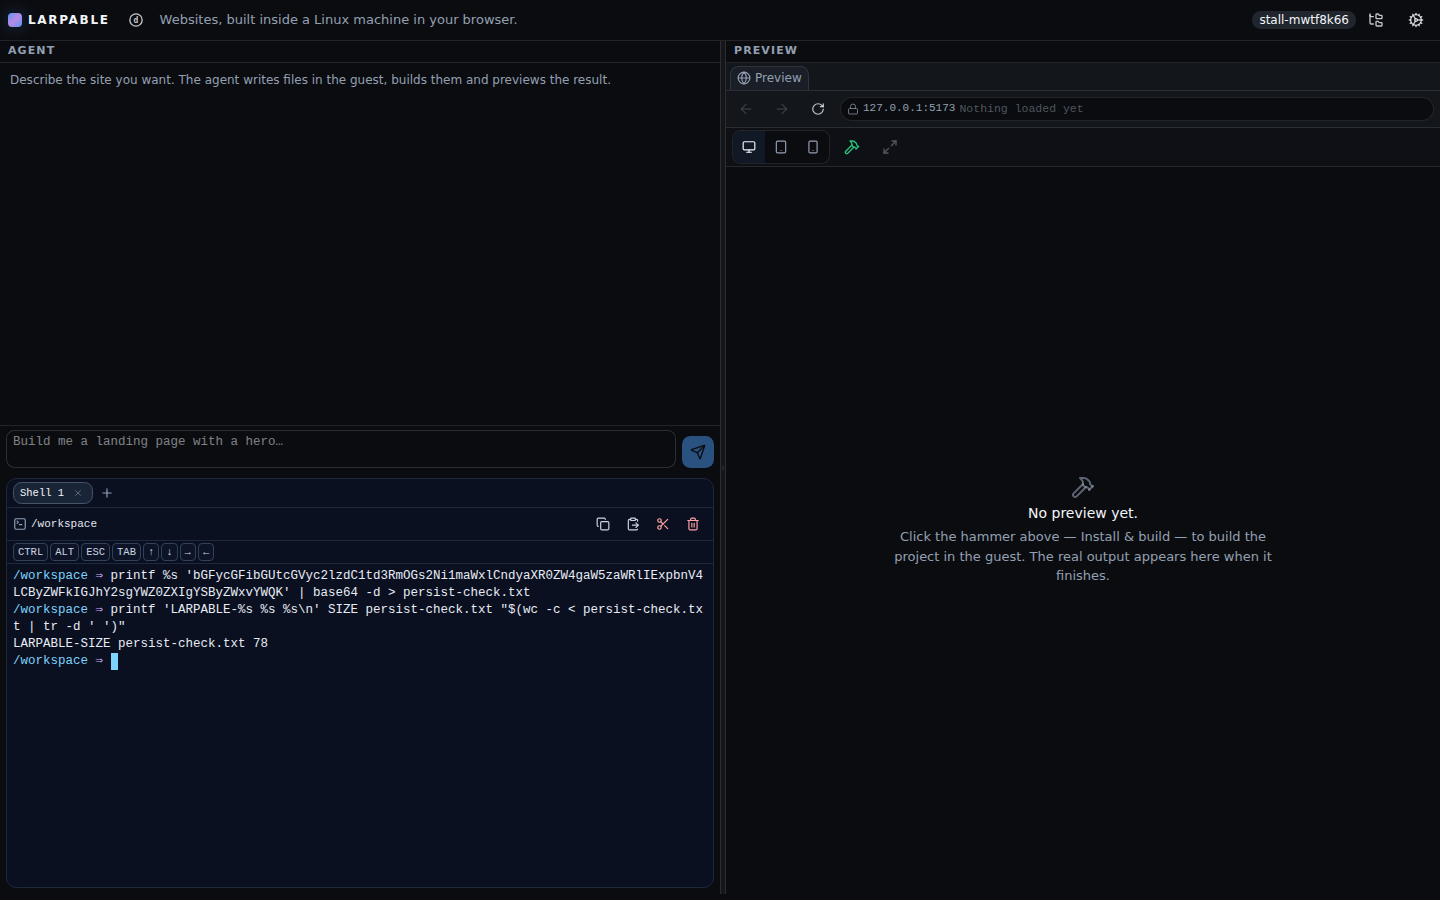 LARPABLE
Websites, built inside a Linux machine in your browser.
stall-mwtf8k66
AGENT
Describe the site you want. The agent writes files in the guest, builds them and previews the result.
Build me a landing page with a hero…
Shell 1
/workspace
CTRL ALT ESC TAB ↑ ↓ → ←
/workspace ⇒ printf %s 'bGFycGFibGUtcGVyc2lzdC1td3RmOGs2Ni1maWxlCndyaXR0ZW4gaW5zaWRlIExpbnV4
LCByZWFkIGJhY2sgYWZ0ZXIgYSByZWxvYWQK' | base64 -d > persist-check.txt
/workspace ⇒ printf 'LARPABLE-%s %s %s\n' SIZE persist-check.txt "$(wc -c < persist-check.tx
t | tr -d ' ')"
LARPABLE-SIZE persist-check.txt 78
/workspace ⇒
PREVIEW
Preview
127.0.0.1:5173 Nothing loaded yet
No preview yet.
Click the hammer above — Install & build — to build the
project in the guest. The real output appears here when it
finishes.